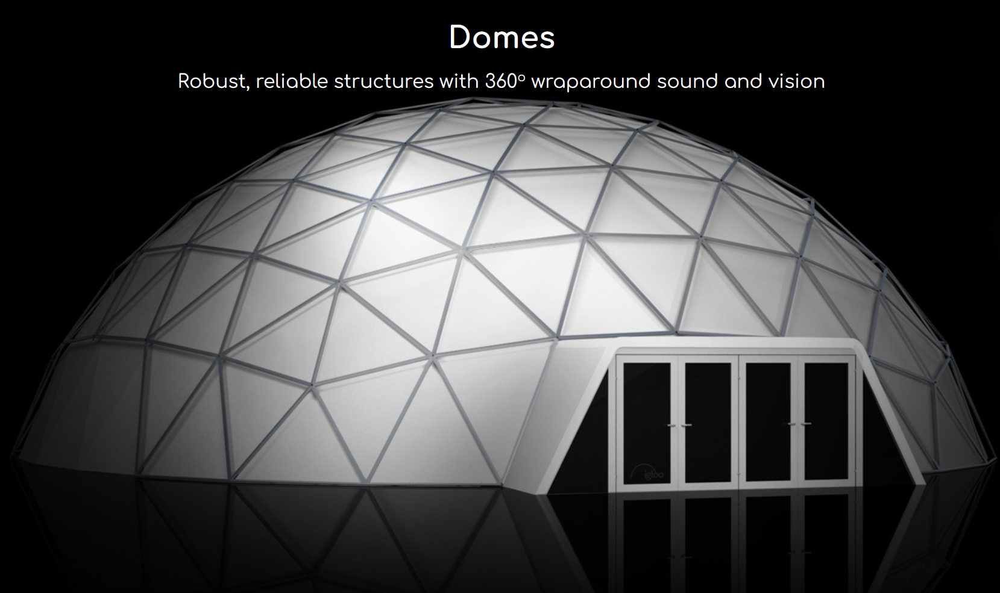 Domes
Robust, reliable structures with 360° wraparound sound and vision
igloo